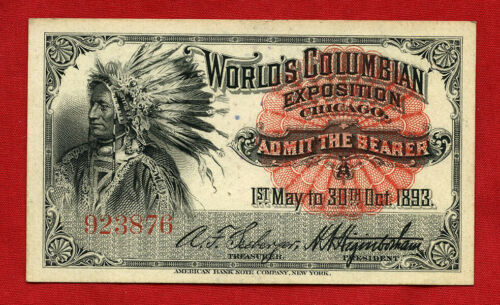 WORLD'S COLUMBIAN
EXPOSITION
CHICAGO,
ADMIT THE BEARER
A
1ST May to 30TH Oct. 1893.
923876
TREASURER. PRESIDENT
AMERICAN BANK NOTE COMPANY, NEW YORK.